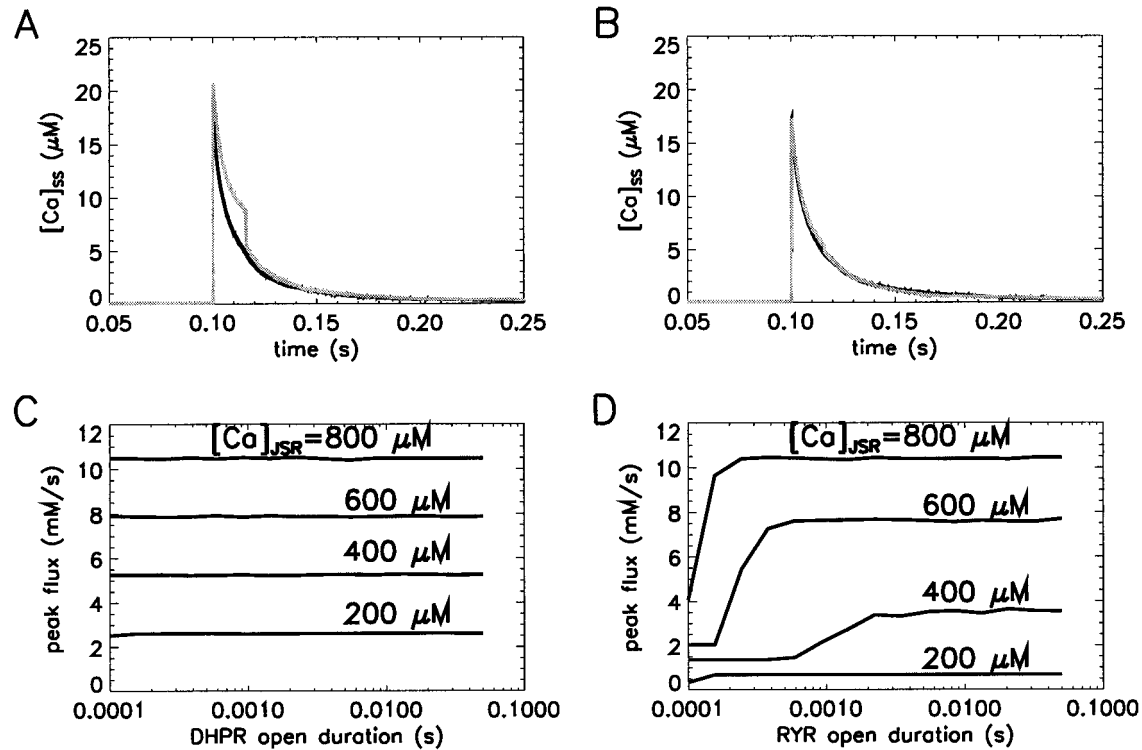 A
25
20
15
10
5
0
[Ca]SS (μM)
0.05 0.10 0.15 0.20 0.25
time (s)
B
25
20
15
10
5
0
[Ca]SS (μM)
0.05 0.10 0.15 0.20 0.25
time (s)
C
12
10
8
6
4
2
0
peak flux (mM/s)
[Ca]JSR=800 μM
600 μM
400 μM
200 μM
0.0001 0.0010 0.0100 0.1000
DHPR open duration (s)
D
12
10
8
6
4
2
0
peak flux (mM/s)
[Ca]JSR=800 μM
600 μM
400 μM
200 μM
0.0001 0.0010 0.0100 0.1000
RYR open duration (s)